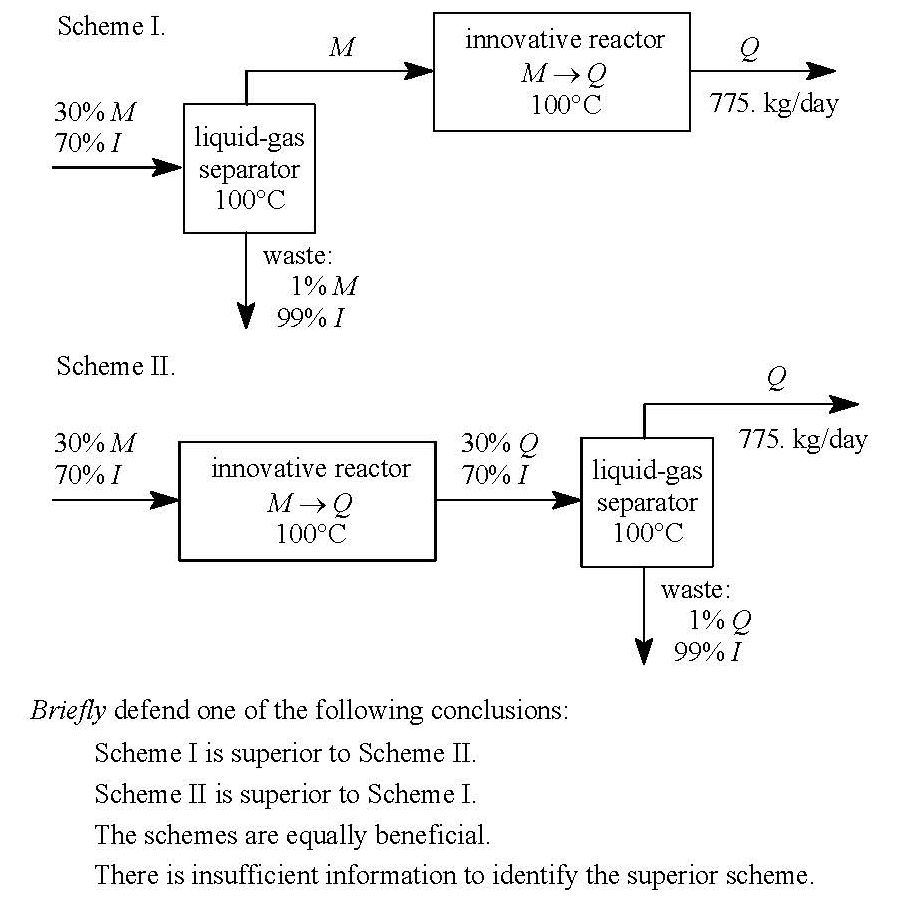 Scheme I.
M
innovative reactor
M → Q
100°C
Q
775. kg/day
30% M
70% I
liquid-gas
separator
100°C
waste:
1% M
99% I
Scheme II.
30% M
70% I
innovative reactor
M → Q
100°C
30% Q
70% I
liquid-gas
separator
100°C
Q
775. kg/day
waste:
1% Q
99% I
Briefly defend one of the following conclusions:
Scheme I is superior to Scheme II.
Scheme II is superior to Scheme I.
The schemes are equally beneficial.
There is insufficient information to identify the superior scheme.